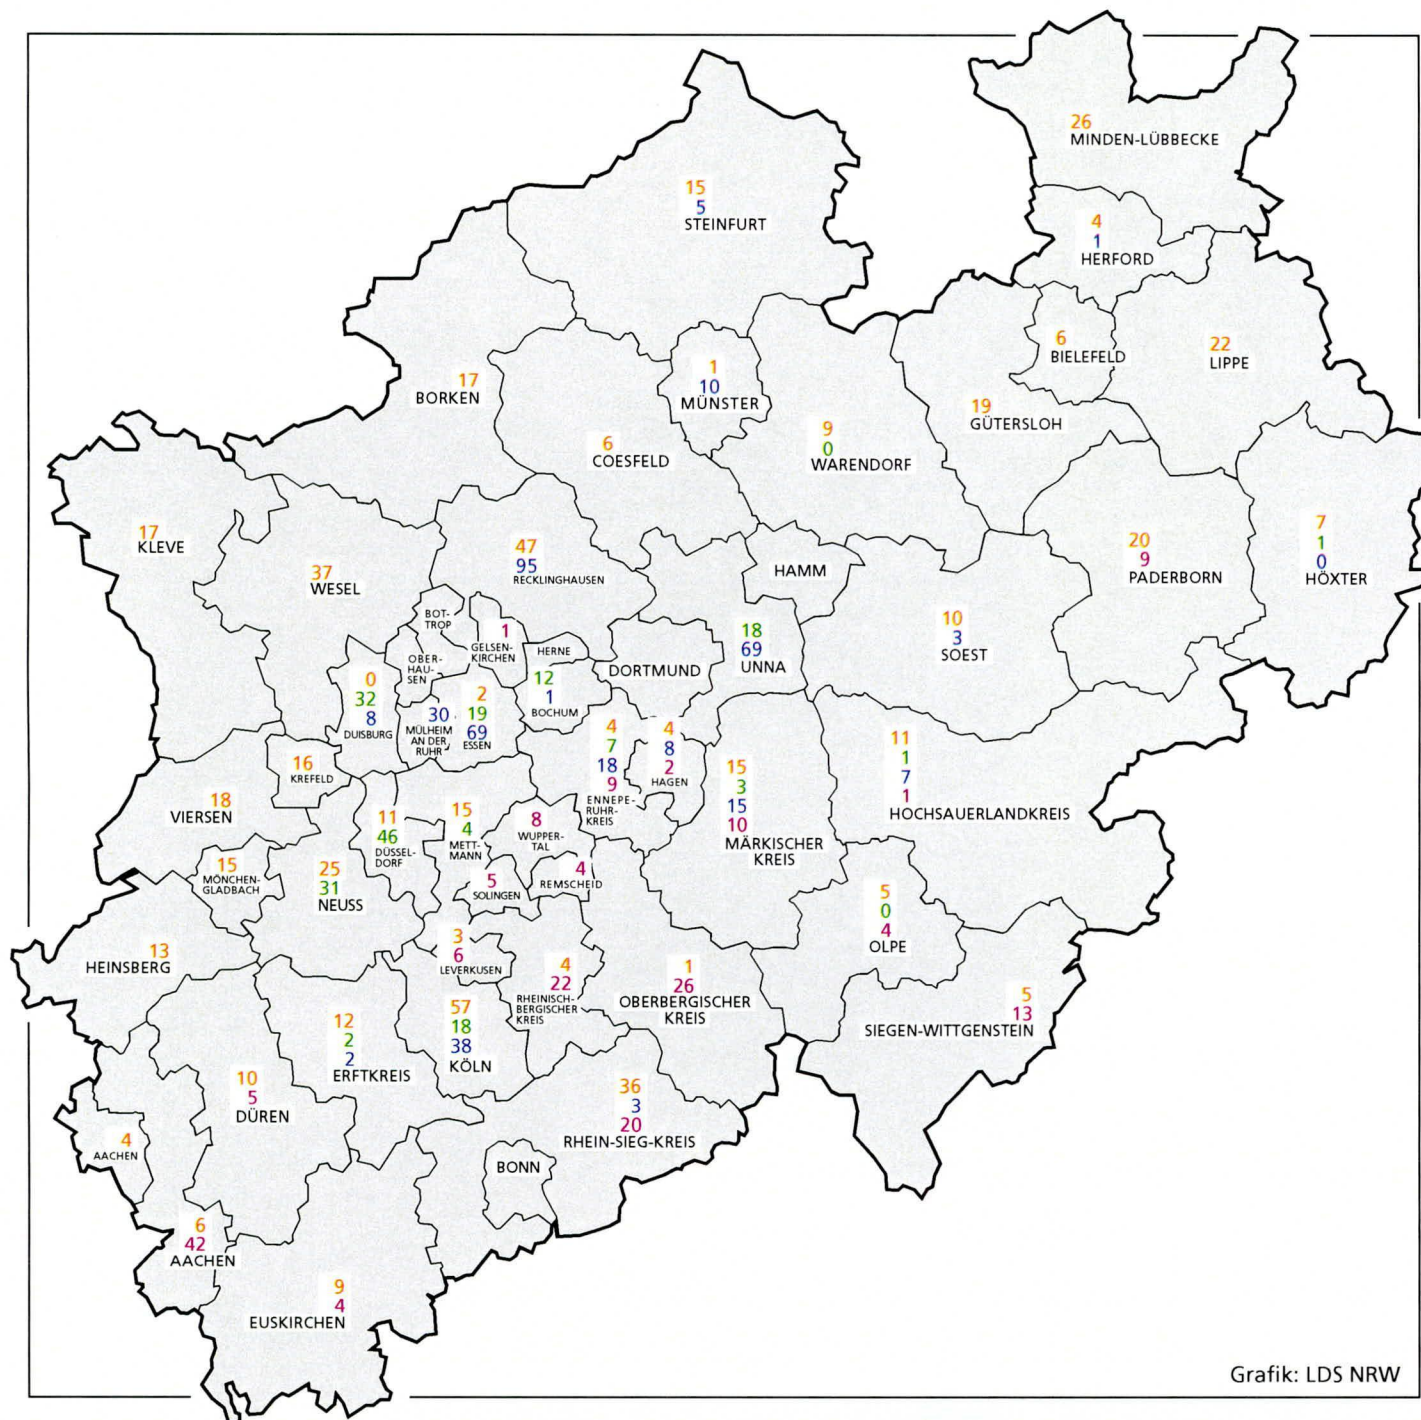 26
MINDEN-LÜBBECKE
15
5
STEINFURT
4
1
HERFORD
6
BIELEFELD
22
LIPPE
1
10
MÜNSTER
17
BORKEN
19
GÜTERSLOH
9
0
WARENDORF
6
COESFELD
17
KLEVE
37
WESEL
47
95
RECKLINGHAUSEN
HAMM
20
9
PADERBORN
7
1
0
HÖXTER
10
3
SOEST
18
69
UNNA
BOT-
TROP
1
GELSEN-
KIRCHEN
HERNE
OBER-
HAU-
SEN
DORTMUND
0
32
8
DUISBURG
30
MÜLHEIM
AN DER
RUHR
2
19
69
ESSEN
12
1
BOCHUM
4
7
18
9
ENNEPE-
RUHR-
KREIS
4
8
2
HAGEN
15
3
15
10
MÄRKISCHER
KREIS
11
1
7
1
HOCHSAUERLANDKREIS
16
KREFELD
18
VIERSEN
11
46
DÜSSEL-
DORF
15
4
METT-
MANN
8
WUPPER-
TAL
15
MÖNCHEN-
GLADBACH
25
31
NEUSS
5
SOLINGEN
4
REMSCHEID
5
0
4
OLPE
13
HEINSBERG
3
6
LEVERKUSEN
4
22
RHEINISCH-
BERGISCHER
KREIS
1
26
OBERBERGISCHER
KREIS
5
13
SIEGEN-WITTGENSTEIN
12
2
2
ERFTKREIS
57
18
38
KÖLN
10
5
DÜREN
36
3
20
RHEIN-SIEG-KREIS
4
AACHEN
BONN
6
42
AACHEN
9
4
EUSKIRCHEN
Grafik: LDS NRW